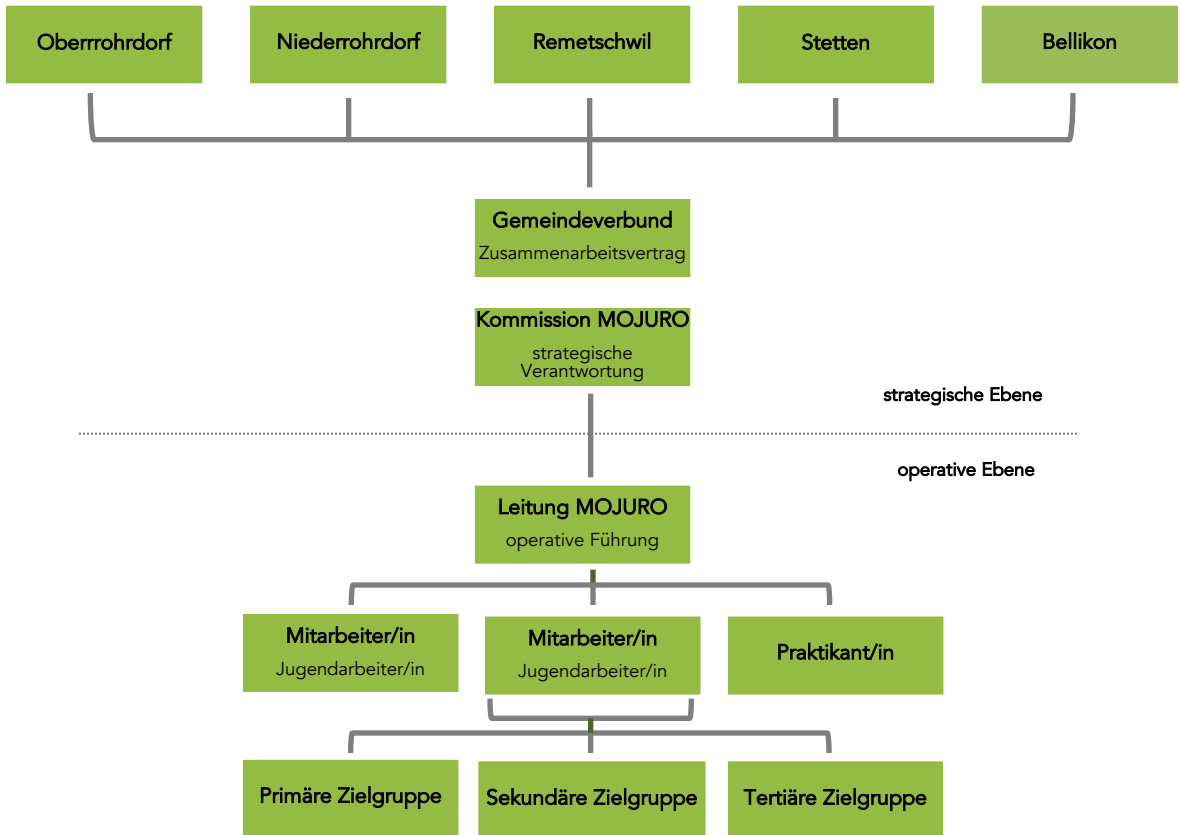 Oberrrohrdorf
Niederrohrdorf
Remetschwil
Stetten
Bellikon
Gemeindeverbund
Zusammenarbeitsvertrag
Kommission MOJURO
strategische
Verantwortung
strategische Ebene
operative Ebene
Leitung MOJURO
operative Führung
Mitarbeiter/in
Jugendarbeiter/in
Mitarbeiter/in
Jugendarbeiter/in
Praktikant/in
Primäre Zielgruppe
Sekundäre Zielgruppe
Tertiäre Zielgruppe